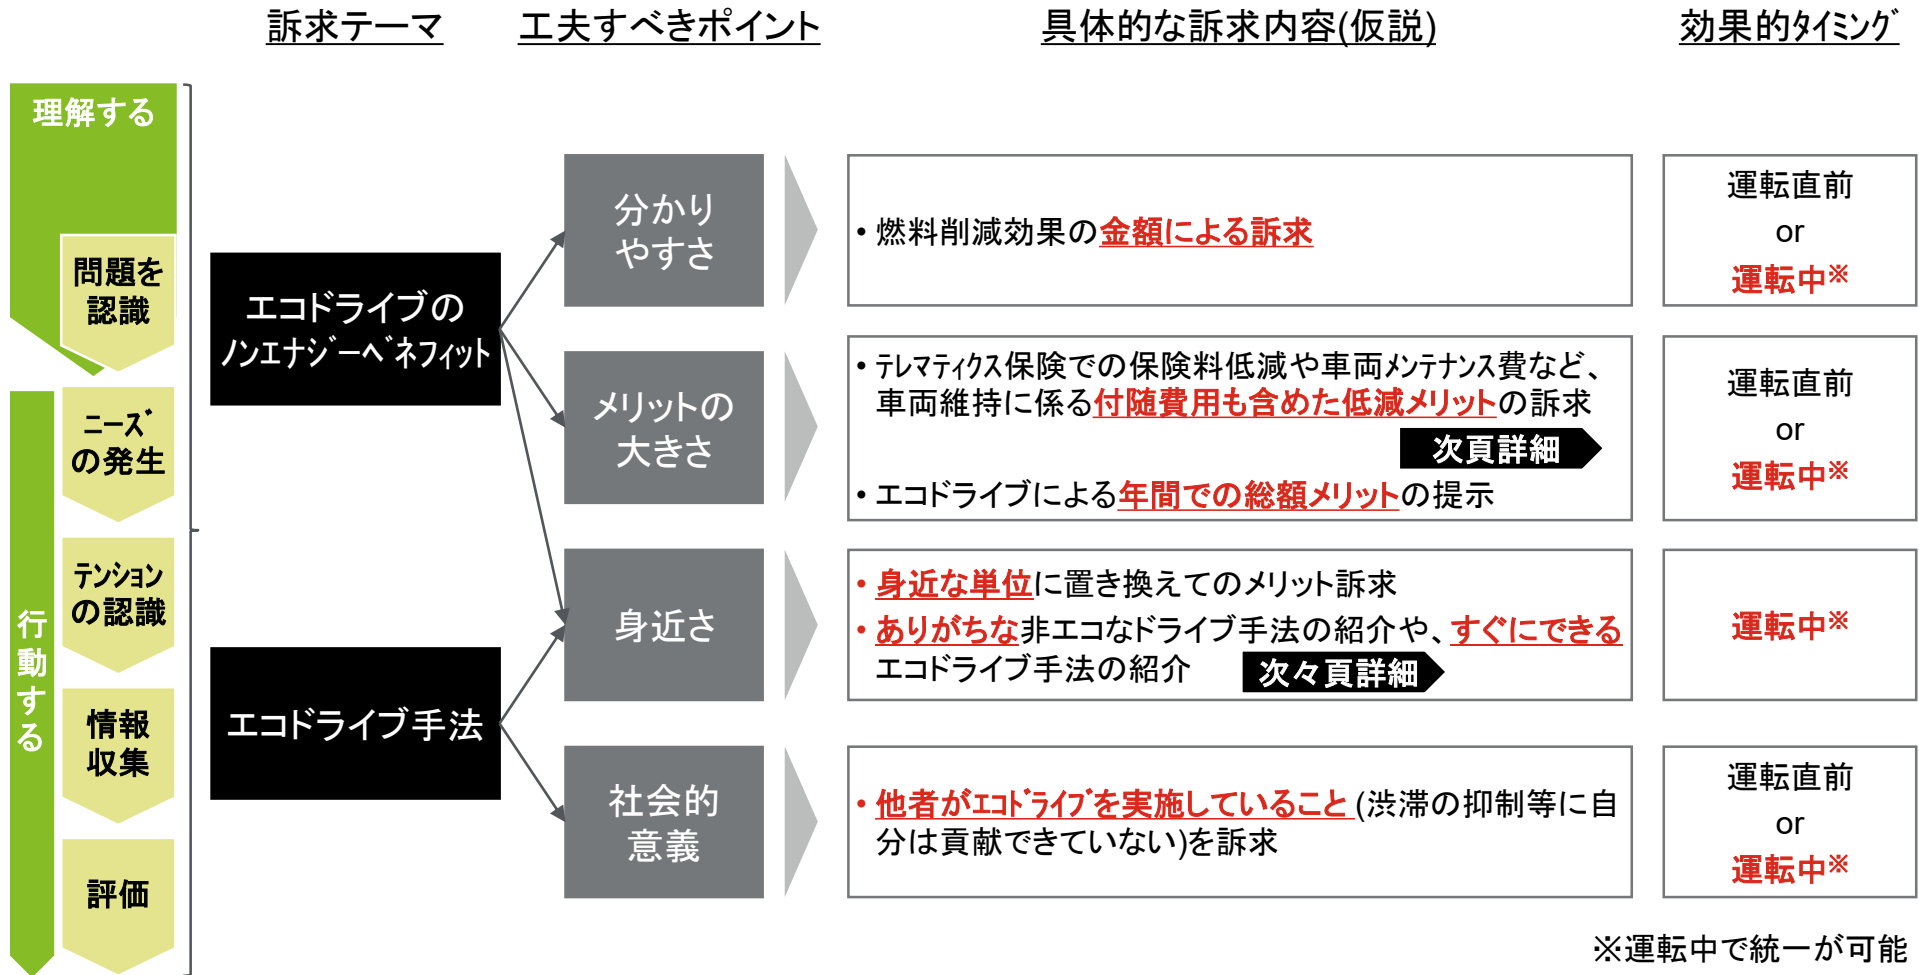 訴求テーマ
工夫すべきポイント
具体的な訴求内容(仮説)
効果的ﾀｲﾐﾝｸﾞ
理解する
問題を
認識
ﾆｰｽﾞ
の発生
ﾃﾝｼｮﾝ
の認識
情報
収集
評価
行動する
エコドライブの
ﾉﾝｴﾅｼﾞｰﾍﾞﾈﾌｨｯﾄ
エコドライブ手法
分かり
やすさ
・燃料削減効果の金額による訴求
運転直前
or
運転中※
メリットの
大きさ
・ﾃﾚﾏﾃｨｸｽ保険での保険料低減や車両ﾒﾝﾃﾅﾝｽ費など、
車両維持に係る付随費用も含めた低減メリットの訴求
次頁詳細
・エコドライブによる年間での総額メリットの提示
運転直前
or
運転中※
身近さ
・身近な単位に置き換えてのメリット訴求
・ありがちな非エコなドライブ手法の紹介や、すぐにできる
エコドライブ手法の紹介
次々頁詳細
運転中※
社会的
意義
・他者がｴｺﾄﾞﾗｲﾌﾞを実施していること (渋滞の抑制等に自
分は貢献できていない)を訴求
運転直前
or
運転中※
※運転中で統一が可能